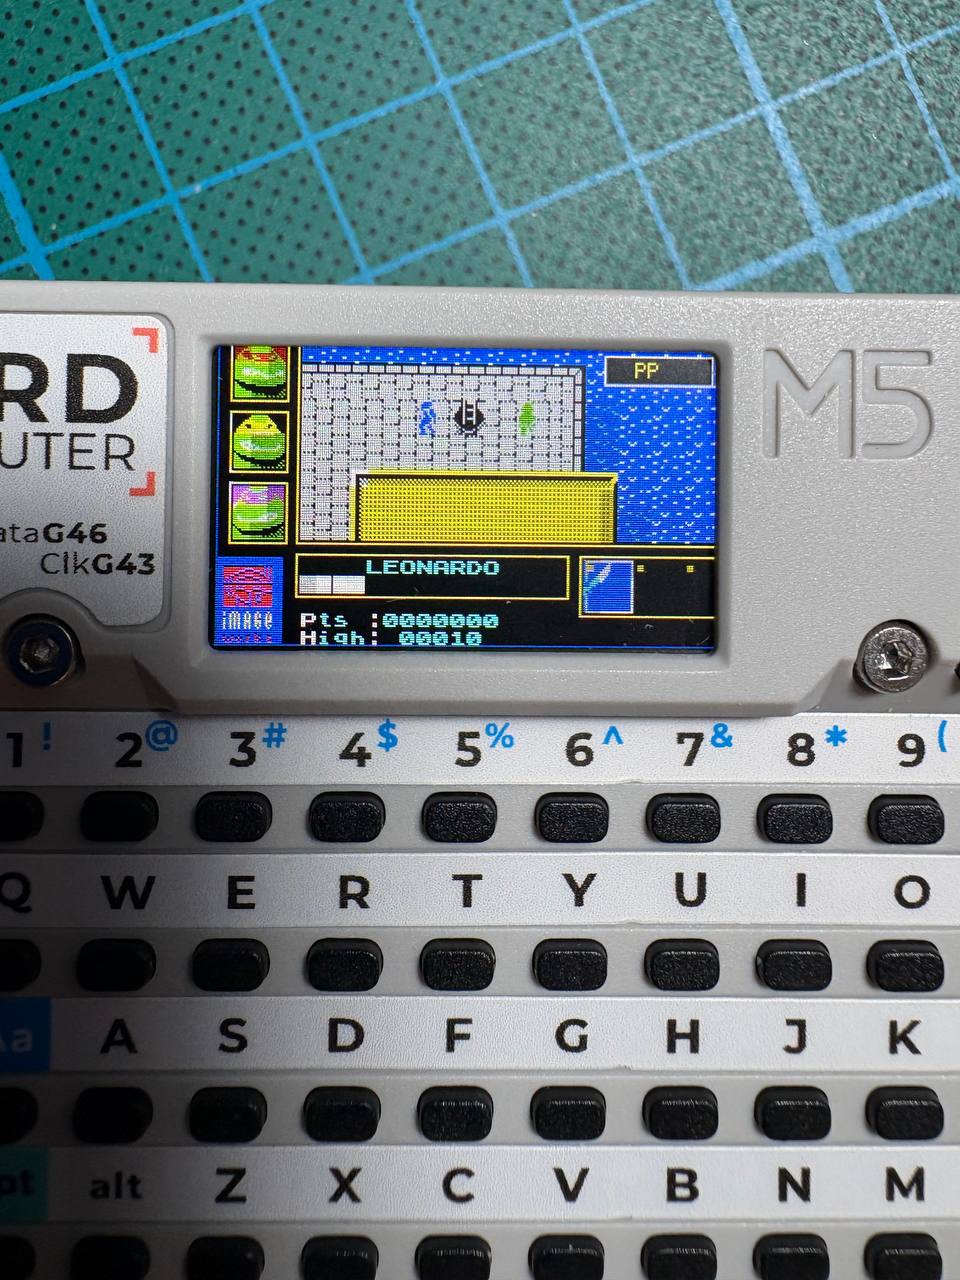 RD
UTER
ataG46
ClkG43
M5
PP
LEONARDO
IMAGE
Pts :0000000
High: 00010
1 ! 2 @ 3 # 4 $ 5 % 6 ^ 7 & 8 * 9 (
Q W E R T Y U I O
Aa A S D F G H J K
pt alt Z X C V B N M